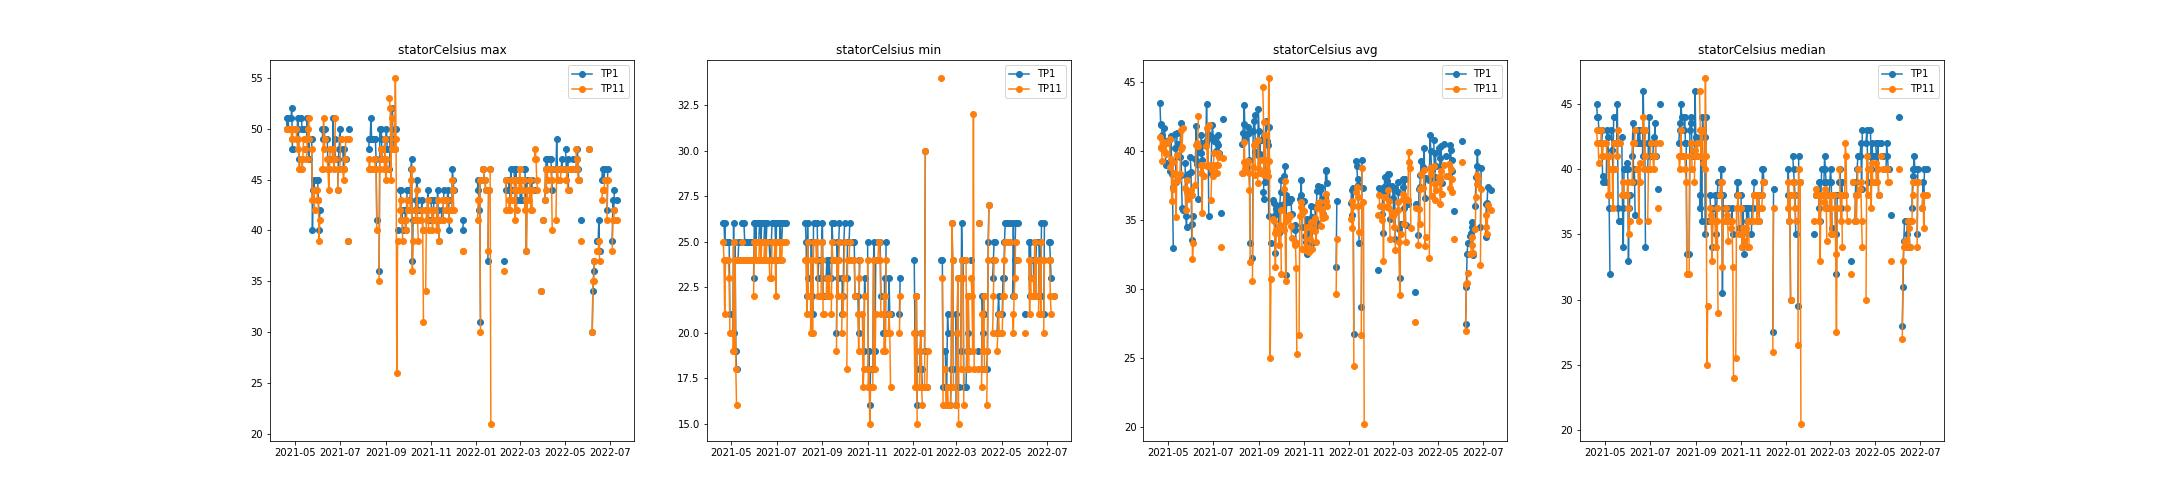 statorCelsius max
TP1
TP11
55
50
45
40
35
30
25
20
2021-05 2021-07 2021-09 2021-11 2022-01 2022-03 2022-05 2022-07
statorCelsius min
TP1
TP11
32.5
30.0
27.5
25.0
22.5
20.0
17.5
15.0
2021-05 2021-07 2021-09 2021-11 2022-01 2022-03 2022-05 2022-07
statorCelsius avg
TP1
TP11
45
40
35
30
25
20
2021-05 2021-07 2021-09 2021-11 2022-01 2022-03 2022-05 2022-07
statorCelsius median
TP1
TP11
45
40
35
30
25
20
2021-05 2021-07 2021-09 2021-11 2022-01 2022-03 2022-05 2022-07